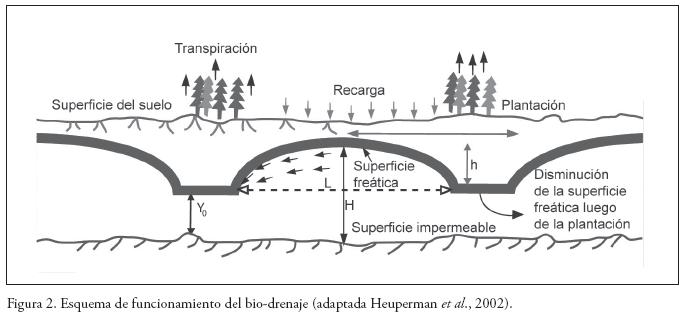 Transpiración
Recarga
Superficie del suelo
Plantación
Superficie
freática
h
L
H
Y0
Disminución
de la superficie
freática luego
de la plantación
Superficie impermeable
Figura 2. Esquema de funcionamiento del bio-drenaje (adaptada Heuperman et al., 2002).